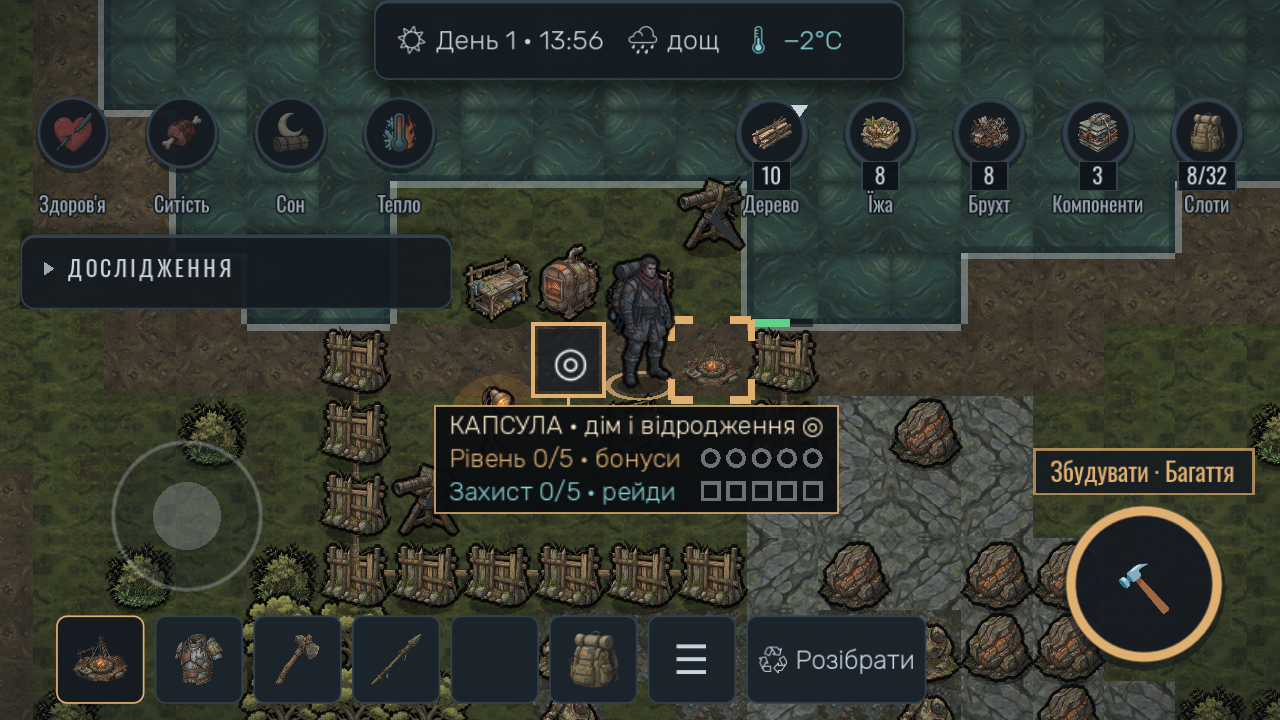 День 1 • 13:56 дощ −2°C
Здоров'я
Ситість
Сон
Тепло
10
8
8
3
8/32
Дерево
Їжа
Брухт
Компоненти
Слоти
ДОСЛІДЖЕННЯ
КАПСУЛА • дім і відродження
Рівень 0/5 • бонуси
Захист 0/5 • рейди
Збудувати · Багаття
Розібрати